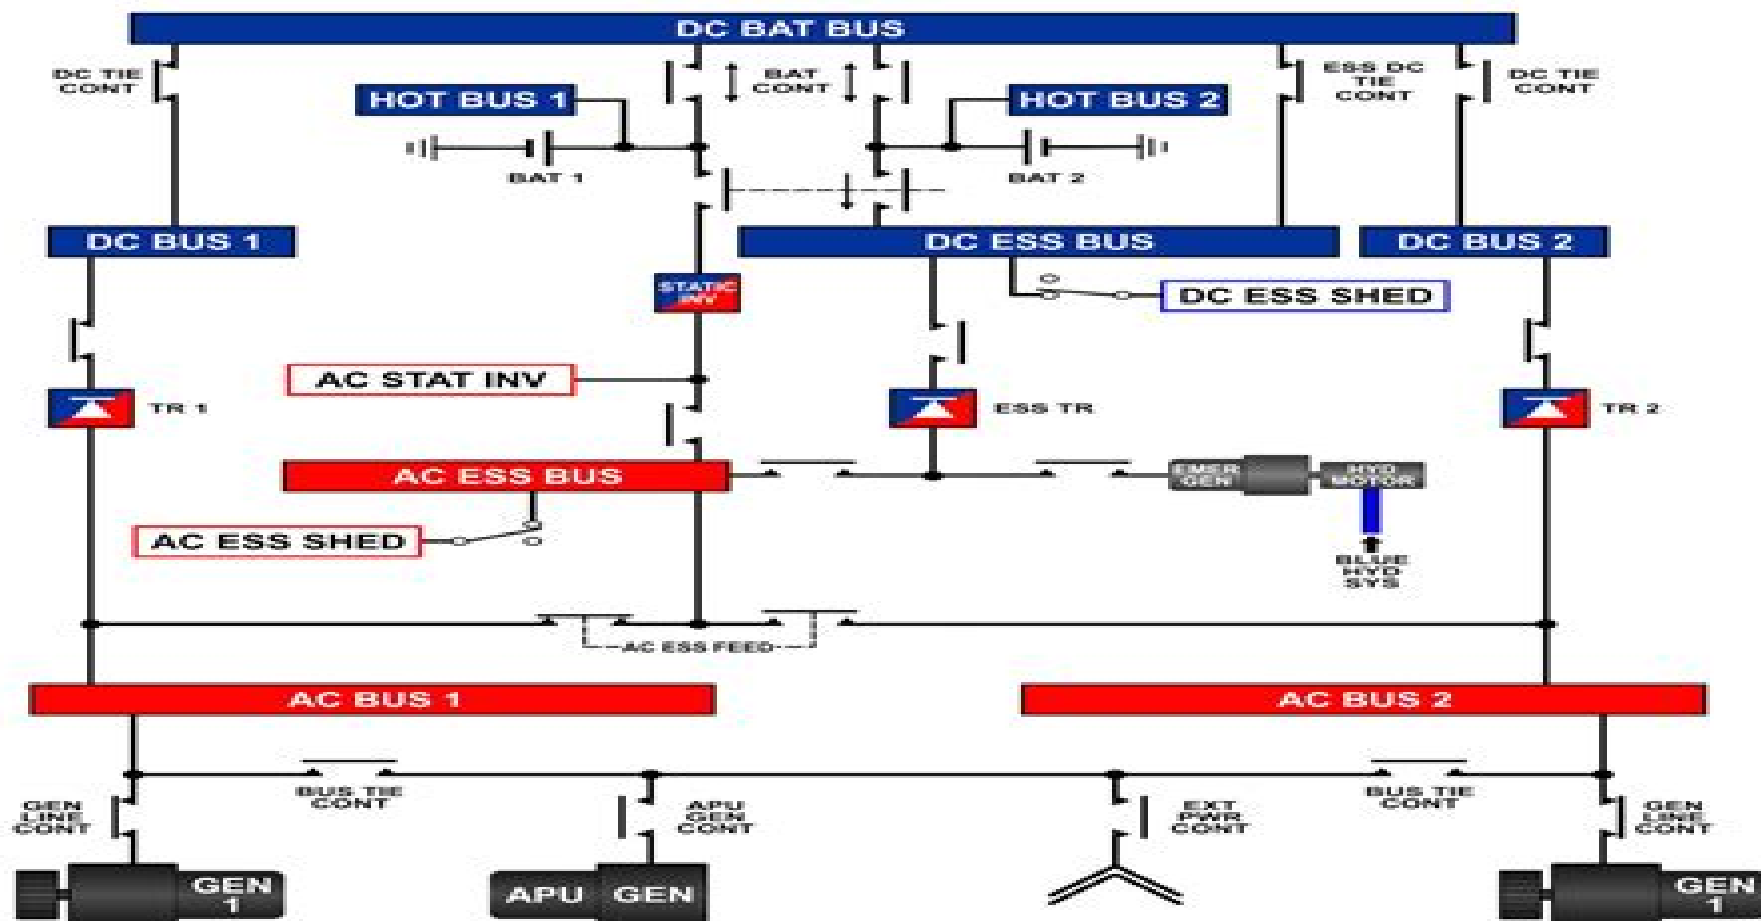 DC BAT BUS
DC TIE
CONT
HOT BUS 1
BAT
CONT
HOT BUS 2
ESS DC
TIE
CONT
DC TIE
CONT
BAT 1
BAT 2
DC BUS 1
DC ESS BUS
DC BUS 2
STATIC
INV
DC ESS SHED
AC STAT INV
TR 1
ESS TR
TR 2
AC ESS BUS
EMER
GEN
HYD
MOTOR
AC ESS SHED
BLUE
HYD
SYS
AC ESS FEED
AC BUS 1
AC BUS 2
GEN
LINE
CONT
BUS TIE
CONT
APU
GEN
CONT
EXT
PWR
CONT
BUS TIE
CONT
GEN
LINE
CONT
GEN
1
APU GEN
GEN
1